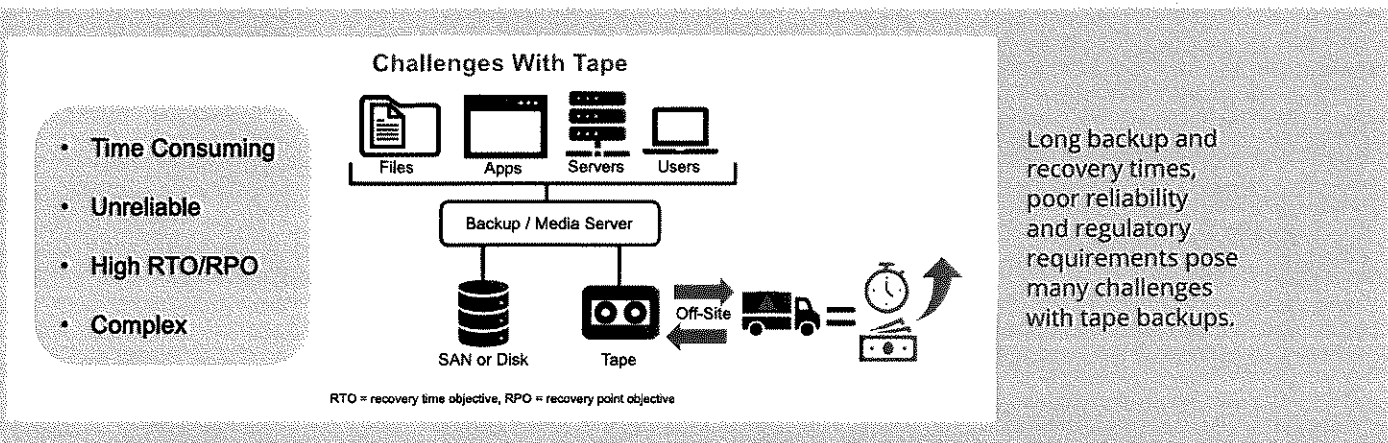 Challenges With Tape
• Time Consuming
• Unreliable
• High RTO/RPO
• Complex
Files Apps Servers Users
Backup / Media Server
Off-Site
SAN or Disk Tape
RTO = recovery time objective, RPO = recovery point objective
Long backup and
recovery times,
poor reliability
and regulatory
requirements pose
many challenges
with tape backups.